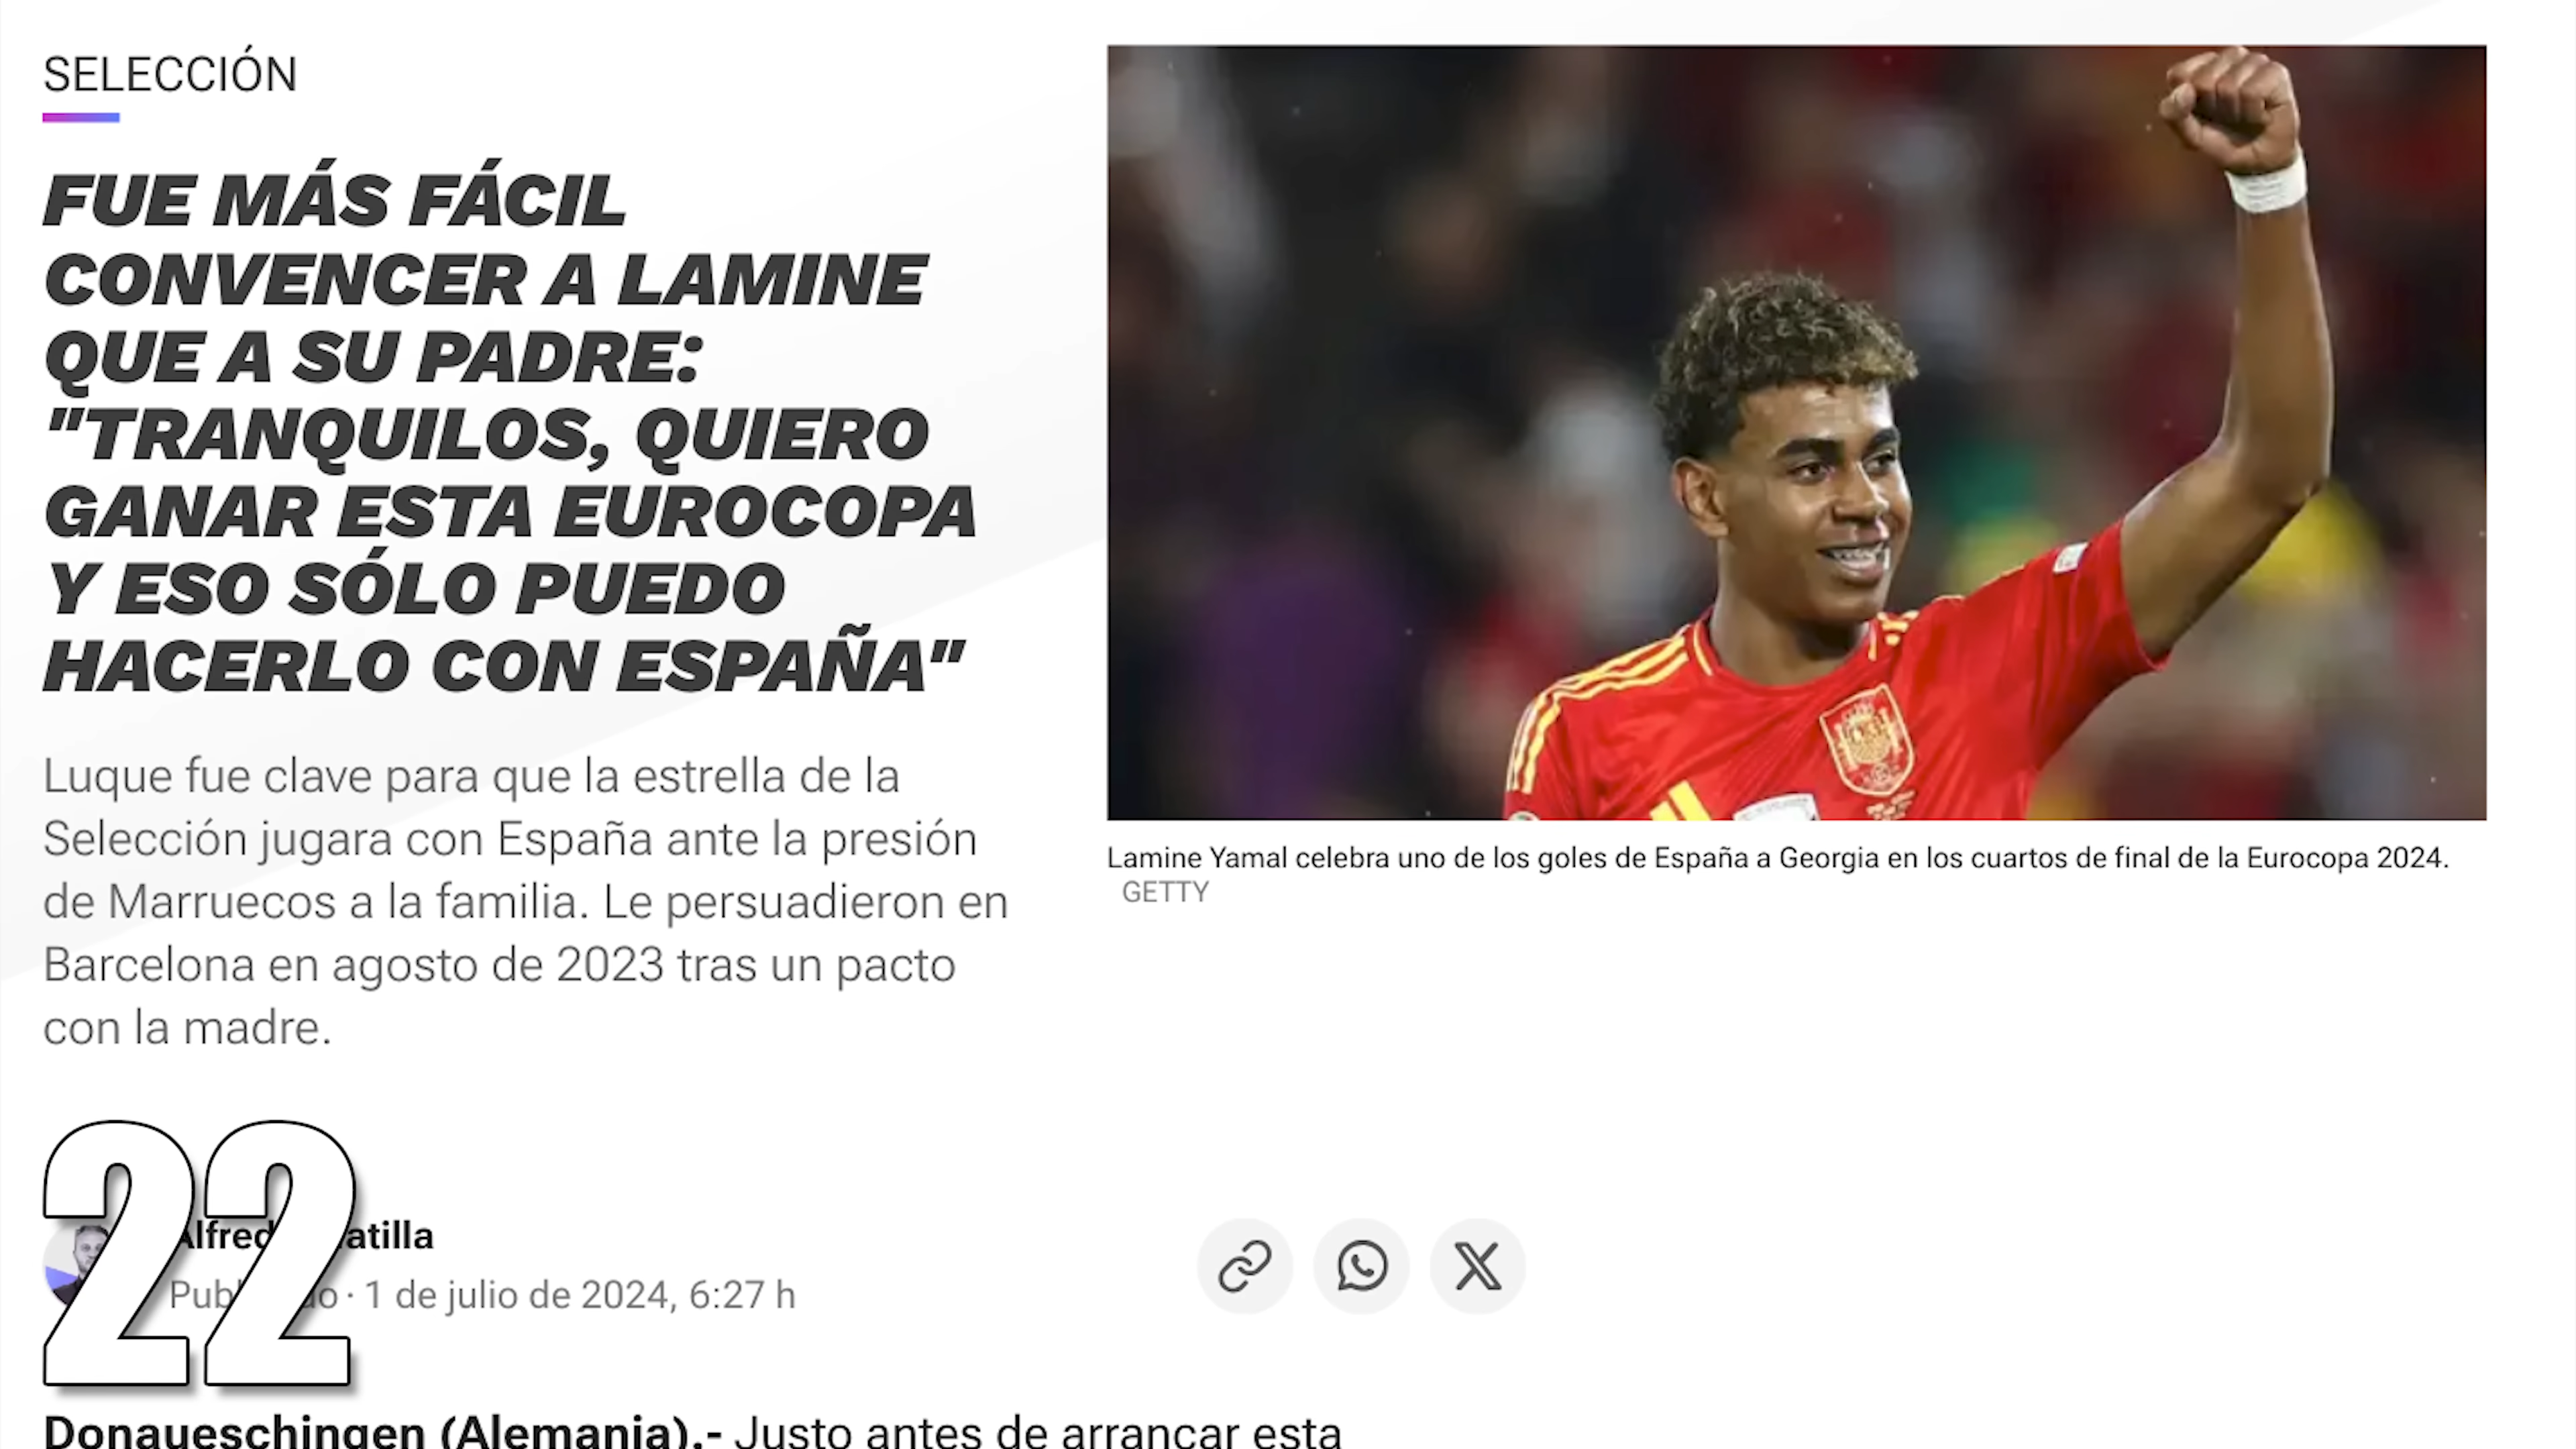 SELECCIÓN
FUE MÁS FÁCIL
CONVENCER A LAMINE
QUE A SU PADRE:
"TRANQUILOS, QUIERO
GANAR ESTA EUROCOPA
Y ESO SÓLO PUEDO
HACERLO CON ESPAÑA"
Luque fue clave para que la estrella de la
Selección jugara con España ante la presión
de Marruecos a la familia. Le persuadieron en
Barcelona en agosto de 2023 tras un pacto
con la madre.
Lamine Yamal celebra uno de los goles de España a Georgia en los cuartos de final de la Eurocopa 2024.
GETTY
22
· 1 de julio de 2024, 6:27 h
Donaueschingen (Alemania).- Justo antes de arrancar esta